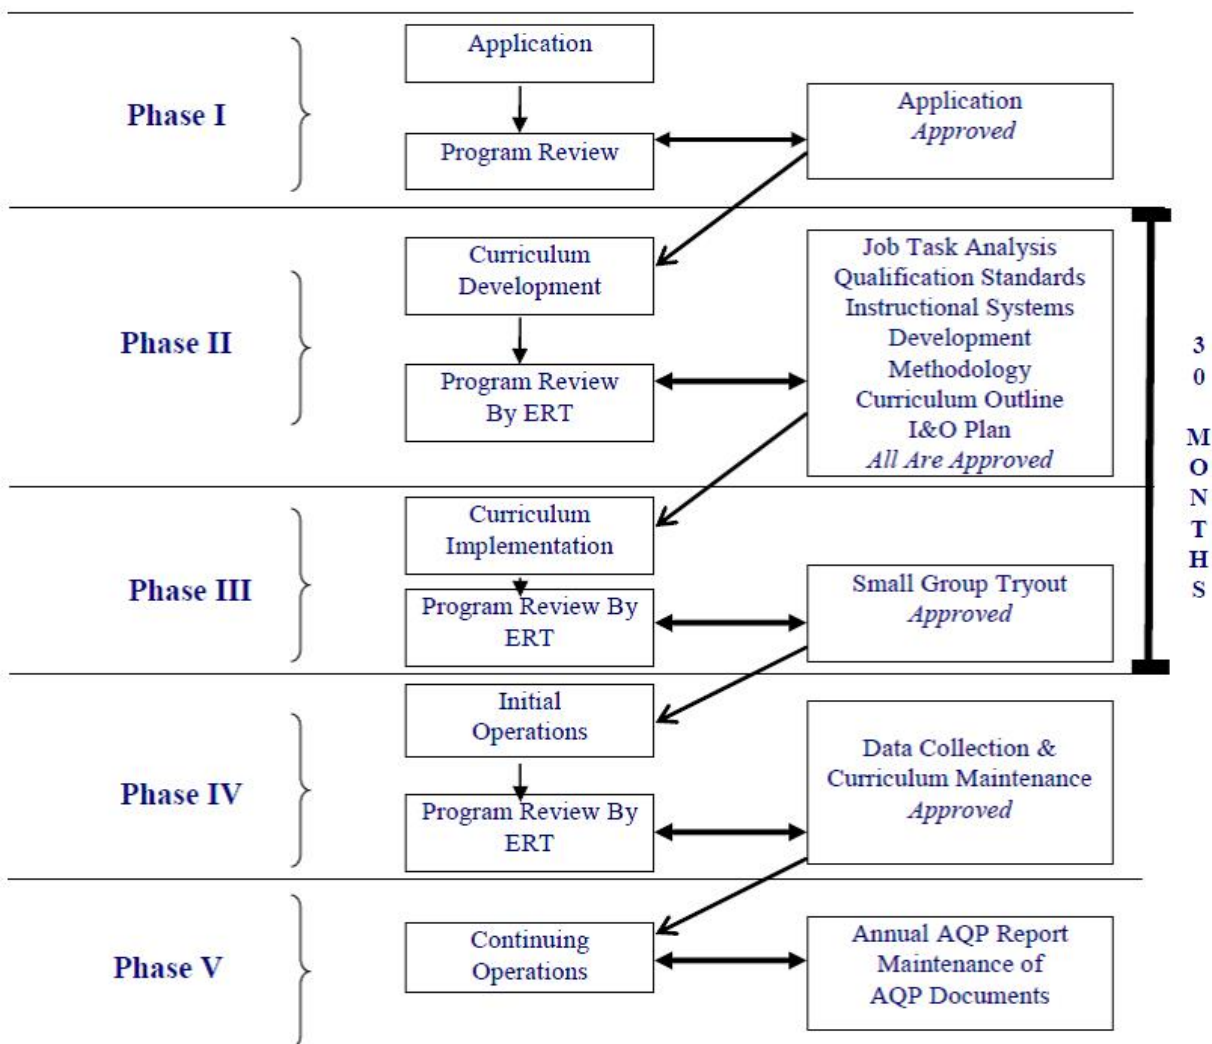 Phase I
Application
Program Review
Application
Approved
Phase II
Curriculum
Development
Program Review
By ERT
Job Task Analysis
Qualification Standards
Instructional Systems
Development
Methodology
Curriculum Outline
I&O Plan
All Are Approved
30 MONTHS
Phase III
Curriculum
Implementation
Program Review By
ERT
Small Group Tryout
Approved
Phase IV
Initial
Operations
Program Review By
ERT
Data Collection &
Curriculum Maintenance
Approved
Phase V
Continuing
Operations
Annual AQP Report
Maintenance of
AQP Documents